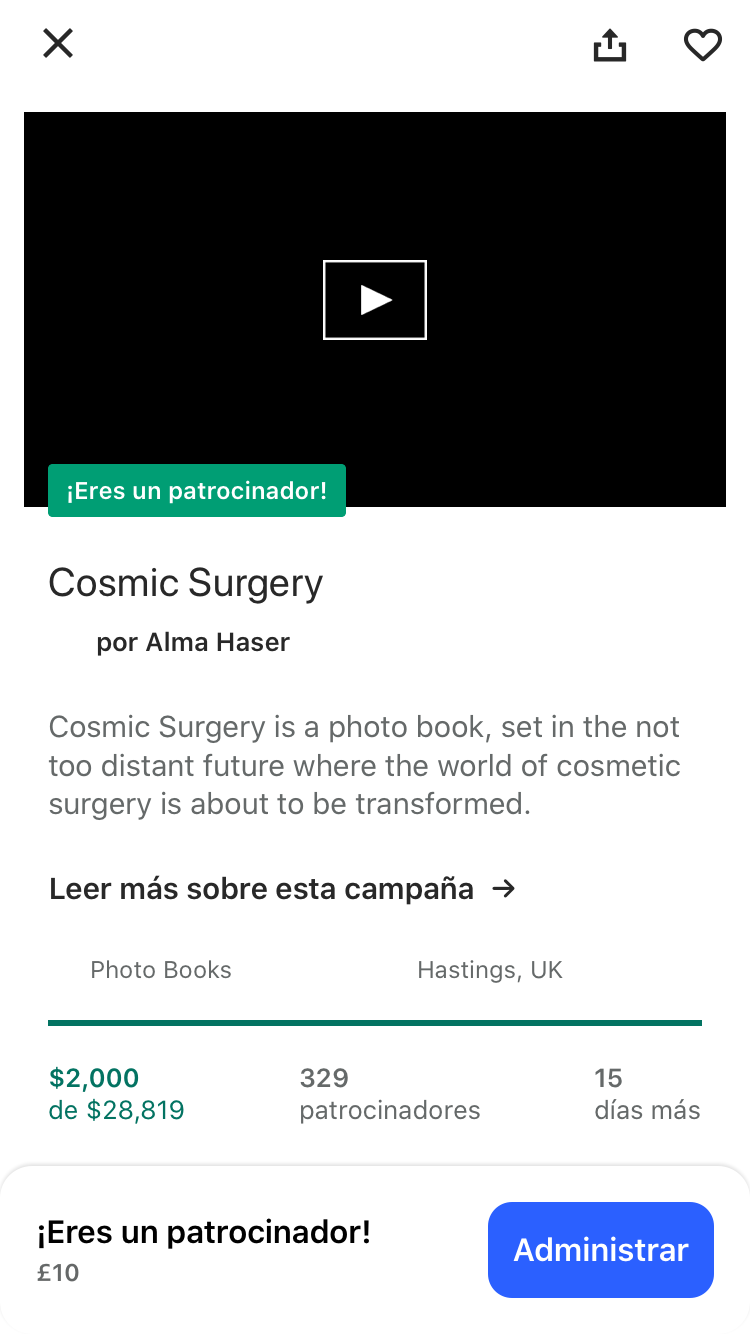 ¡Eres un patrocinador!
Cosmic Surgery
por Alma Haser
Cosmic Surgery is a photo book, set in the not
too distant future where the world of cosmetic
surgery is about to be transformed.
Leer más sobre esta campaña →
Photo Books
Hastings, UK
$2,000
de $28,819
329
patrocinadores
15
días más
¡Eres un patrocinador!
£10
Administrar